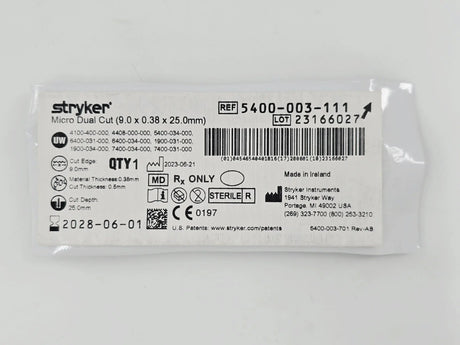 stryker®
REF 5400-003-111
Micro Dual Cut (9.0 x 0.38 x 25.0mm)
LOT 23166027
UW
4100-400-000, 4408-000-000, 5400-034-000,
6400-031-000, 6400-034-000, 1900-031-000,
1900-034-000, 7400-034-000, 7400-031-000
Cut Edge:
9.0mm
QTY 1
2023-06-21
Material Thickness: 0.38mm
Cut Thickness: 0.5mm
MD
Rx ONLY
Made in Ireland
Cut Depth:
25.0mm
STERILE R
Stryker Instruments
1941 Stryker Way
Portage, MI 49002 USA
(269) 323-7700 (800) 253-3210
2028-06-01
CE 0197
U.S. Patents: www.stryker.com/patents
5400-003-701 Rev-AB